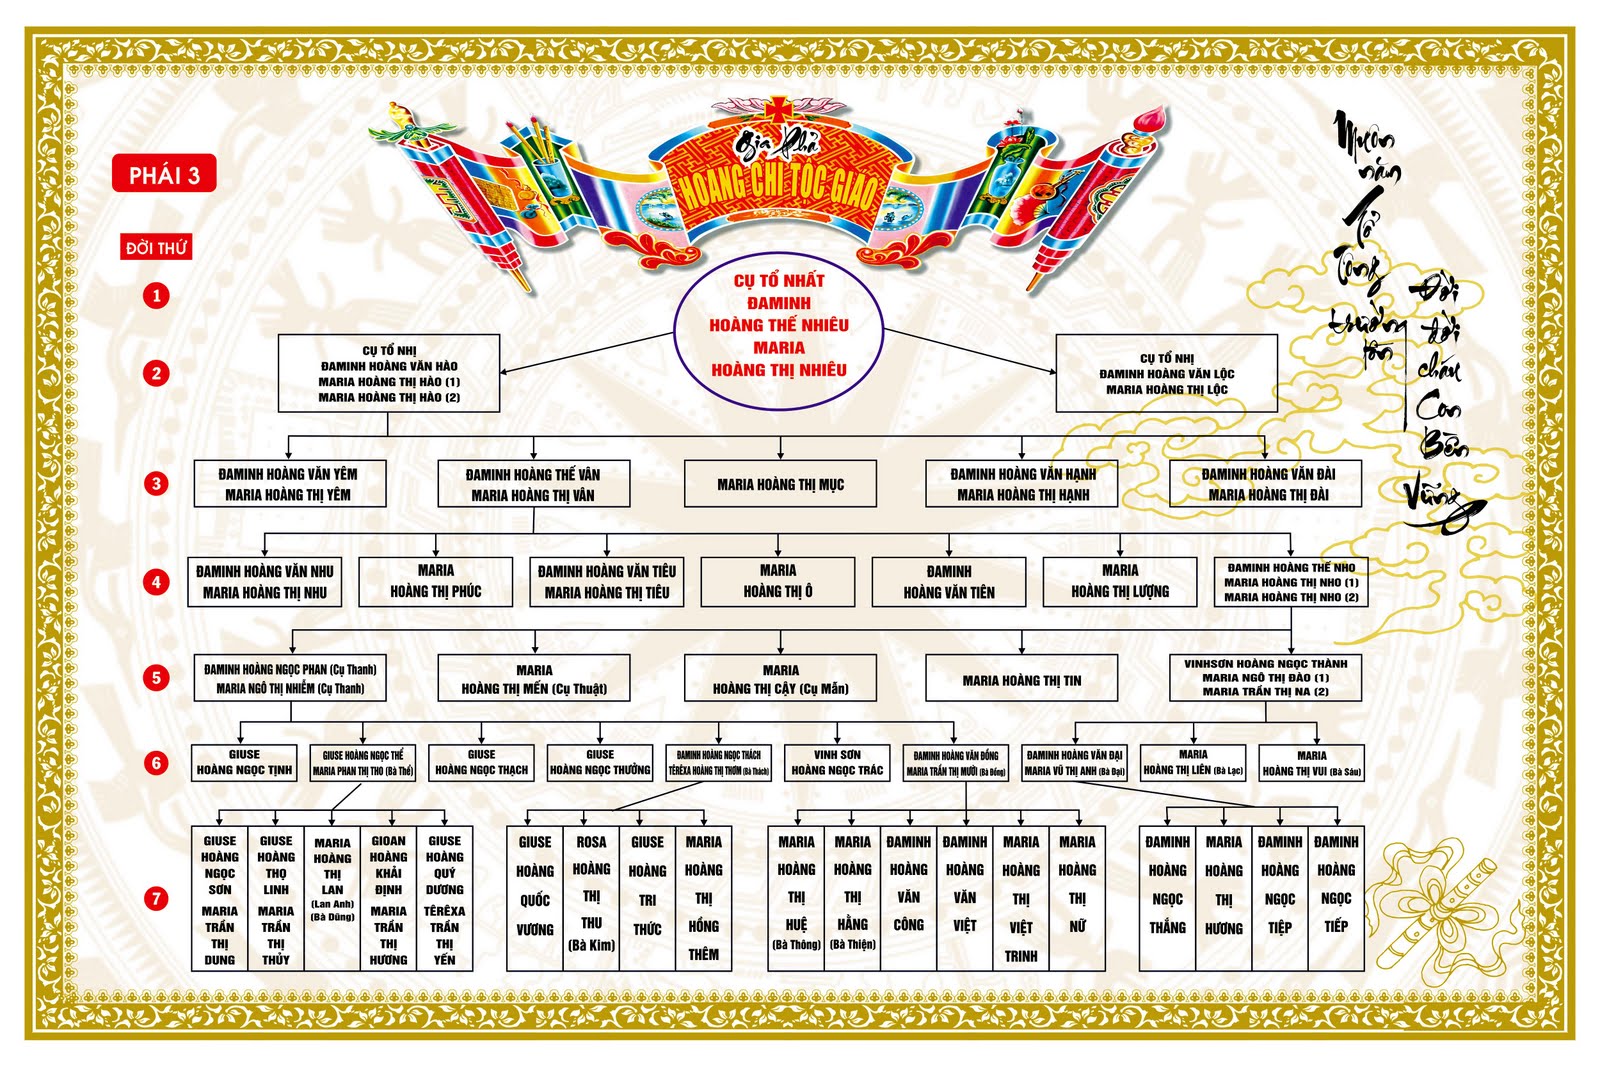 Gia Phả
HOÀNG CHI TỘC GIAO
PHÁI 3
Muôn
năm
Tổ
Tông
trường
tồn
Đời
đời
cháu
Con
Bền
Vững
ĐỜI THỨ
1
CỤ TỔ NHẤT
ĐAMINH
HOÀNG THẾ NHIÊU
MARIA
HOÀNG THỊ NHIÊU
2
CỤ TỔ NHỊ
ĐAMINH HOÀNG VĂN HÀO
MARIA HOÀNG THỊ HÀO (1)
MARIA HOÀNG THỊ HÀO (2)
CỤ TỔ NHỊ
ĐAMINH HOÀNG VĂN LỘC
MARIA HOÀNG THỊ LỘC
3
ĐAMINH HOÀNG VĂN YÊM
MARIA HOÀNG THỊ YÊM
ĐAMINH HOÀNG THẾ VÂN
MARIA HOÀNG THỊ VÂN
MARIA HOÀNG THỊ MỤC
ĐAMINH HOÀNG VĂN HẠNH
MARIA HOÀNG THỊ HẠNH
ĐAMINH HOÀNG VĂN ĐÀI
MARIA HOÀNG THỊ ĐÀI
4
ĐAMINH HOÀNG VĂN NHU
MARIA HOÀNG THỊ NHU
MARIA
HOÀNG THỊ PHÚC
ĐAMINH HOÀNG VĂN TIÊU
MARIA HOÀNG THỊ TIÊU
MARIA
HOÀNG THỊ Ô
ĐAMINH
HOÀNG VĂN TIÊN
MARIA
HOÀNG THỊ LƯỢNG
ĐAMINH HOÀNG THẾ NHO
MARIA HOÀNG THỊ NHO (1)
MARIA HOÀNG THỊ NHO (2)
5
ĐAMINH HOÀNG NGỌC PHAN (Cụ Thanh)
MARIA NGÔ THỊ NHIỄM (Cụ Thanh)
MARIA
HOÀNG THỊ MẾN (Cụ Thuật)
MARIA
HOÀNG THỊ CẬY (Cụ Mẫn)
MARIA HOÀNG THỊ TIN
VINHSƠN HOÀNG NGỌC THÀNH
MARIA NGÔ THỊ ĐÀO (1)
MARIA TRẦN THỊ NA (2)
6
GIUSE
HOÀNG NGỌC TỊNH
GIUSE HOÀNG NGỌC THỂ
MARIA PHAN THỊ THO (Bà Thể)
GIUSE
HOÀNG NGỌC THẠCH
GIUSE
HOÀNG NGỌC THƯỞNG
ĐAMINH HOÀNG NGỌC THÁCH
TÊRÊXA HOÀNG THỊ THƠM (Bà Thách)
VINH SƠN
HOÀNG NGỌC TRÁC
ĐAMINH HOÀNG VĂN ĐỒNG
MARIA TRẦN THỊ MƯỜI (Bà Đồng)
ĐAMINH HOÀNG VĂN ĐẠI
MARIA VŨ THỊ ANH (Bà Đại)
MARIA
HOÀNG THỊ LIÊN (Bà Lạc)
MARIA
HOÀNG THỊ VUI (Bà Sáu)
7
GIUSE
HOÀNG
NGỌC
SƠN
MARIA
TRẦN
THỊ
DUNG
GIUSE
HOÀNG
THỌ
LINH
MARIA
TRẦN
THỊ
THỦY
MARIA
HOÀNG
THỊ
LAN
(Lan Anh)
(Bà Dũng)
GIOAN
HOÀNG
KHẢI
ĐỊNH
MARIA
TRẦN
THỊ
HƯƠNG
GIUSE
HOÀNG
QUÝ
DƯƠNG
TÊRÊXA
TRẦN
THỊ
YẾN
GIUSE
HOÀNG
QUỐC
VƯƠNG
ROSA
HOÀNG
THỊ
THU
(Bà Kim)
GIUSE
HOÀNG
TRI
THỨC
MARIA
HOÀNG
THỊ
HỒNG
THÊM
MARIA
HOÀNG
THỊ
HUỆ
(Bà Thông)
MARIA
HOÀNG
THỊ
HẰNG
(Bà Thiện)
ĐAMINH
HOÀNG
VĂN
CÔNG
ĐAMINH
HOÀNG
VĂN
VIỆT
MARIA
HOÀNG
THỊ
VIỆT
TRINH
MARIA
HOÀNG
THỊ
NỮ
ĐAMINH
HOÀNG
NGỌC
THẮNG
MARIA
HOÀNG
THỊ
HƯƠNG
ĐAMINH
HOÀNG
NGỌC
TIỆP
ĐAMINH
HOÀNG
NGỌC
TIẾP